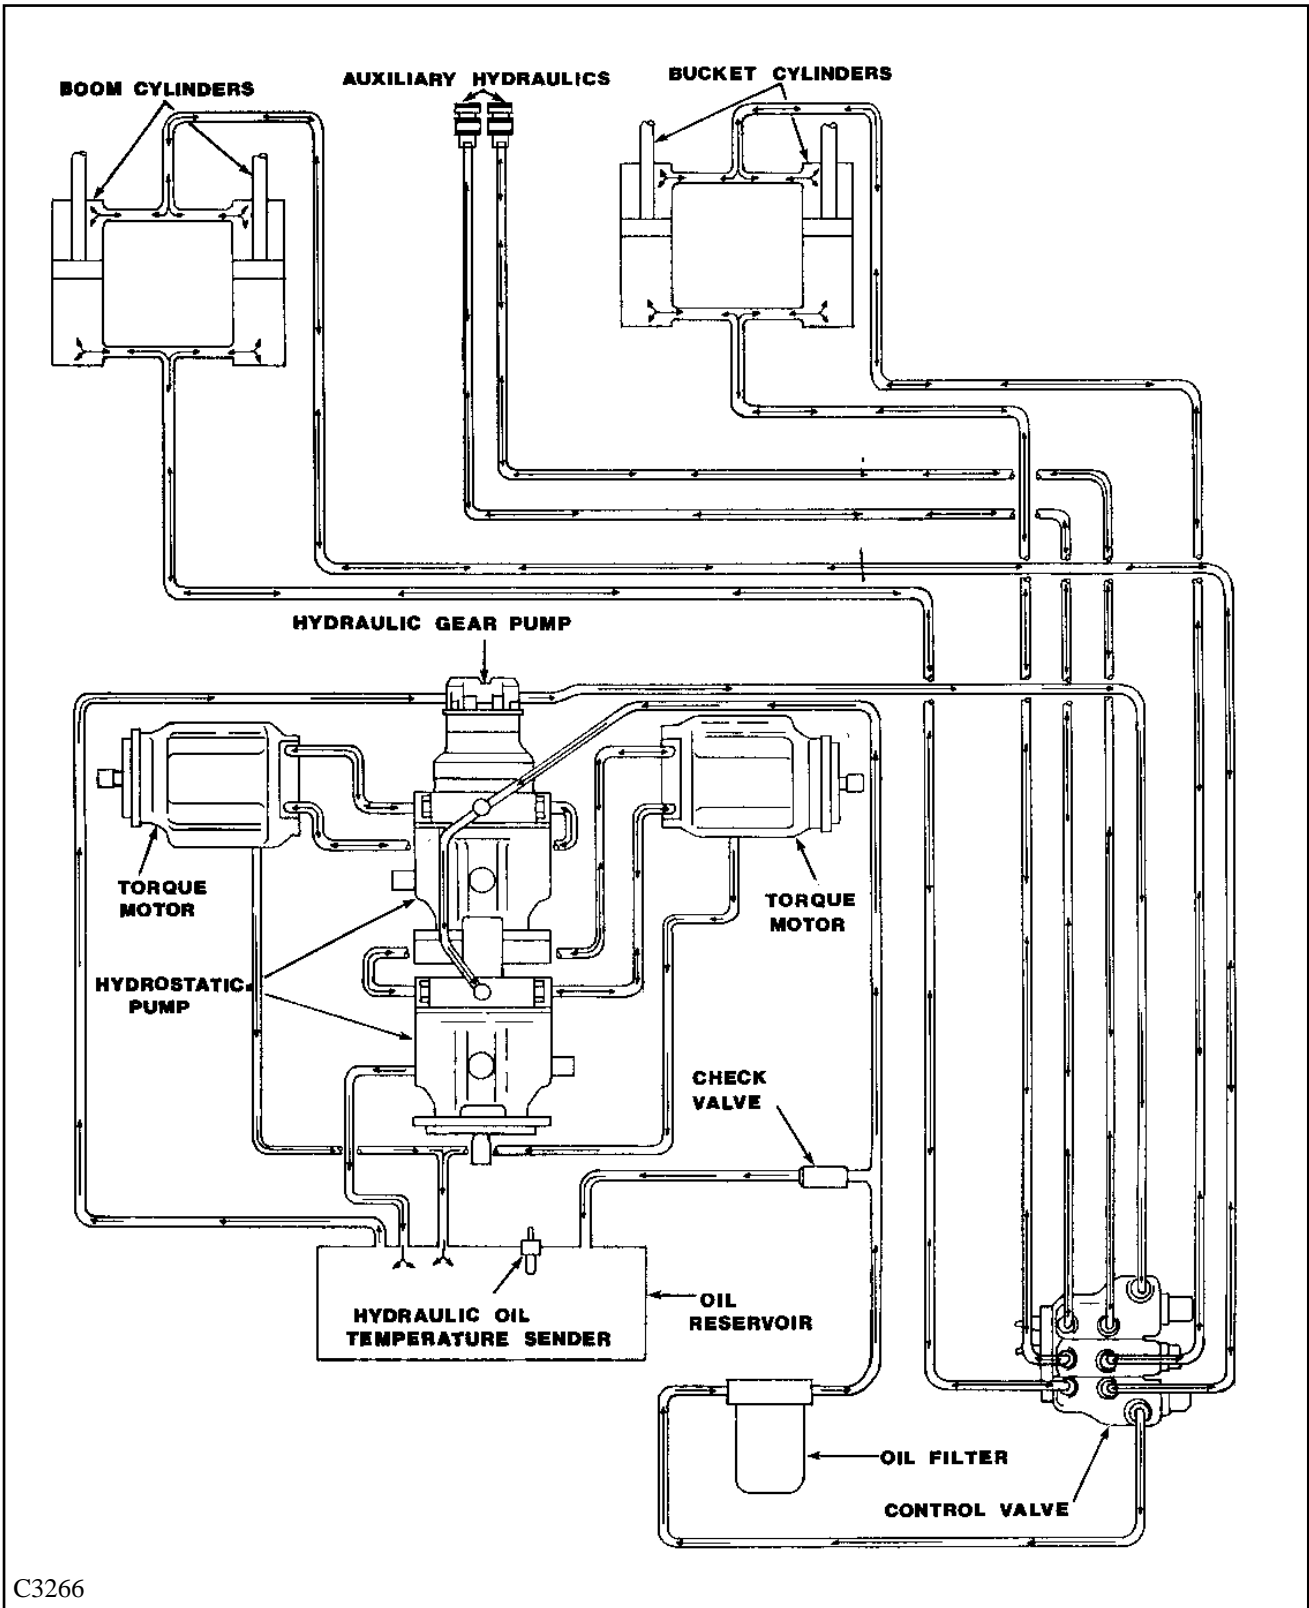 BOOM CYLINDERS
AUXILIARY HYDRAULICS
BUCKET CYLINDERS
HYDRAULIC GEAR PUMP
TORQUE
MOTOR
TORQUE
MOTOR
HYDROSTATIC
PUMP
CHECK
VALVE
HYDRAULIC OIL
TEMPERATURE SENDER
OIL
RESERVOIR
OIL FILTER
CONTROL VALVE
C3266